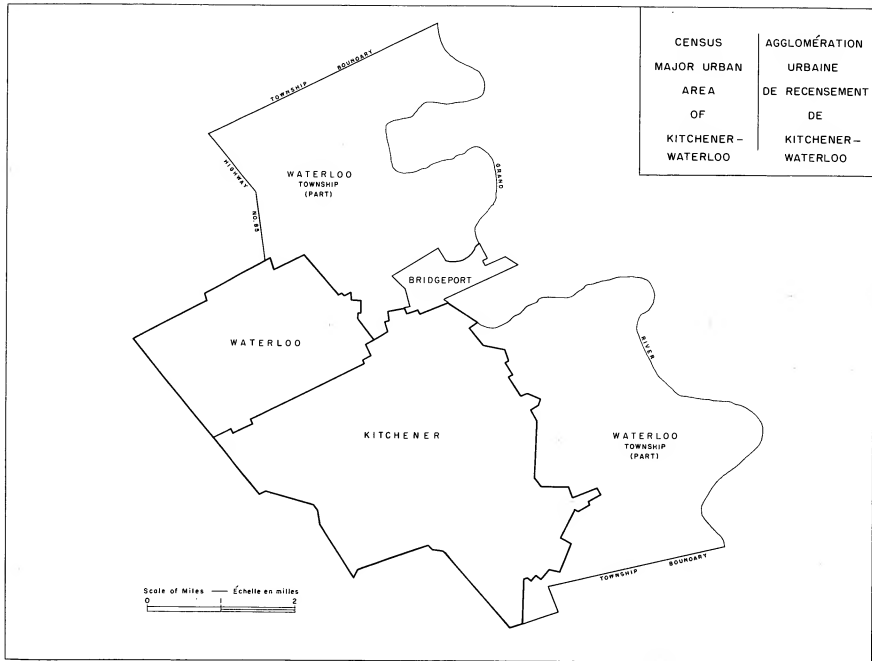 CENSUS
MAJOR URBAN
AREA
OF
KITCHENER –
WATERLOO
AGGLOMÉRATION
URBAINE
DE RECENSEMENT
DE
KITCHENER –
WATERLOO
TOWNSHIP BOUNDARY
HIGHWAY NO. 85
WATERLOO
TOWNSHIP
(PART)
GRAND
BRIDGEPORT
WATERLOO
RIVER
KITCHENER
WATERLOO
TOWNSHIP
(PART)
TOWNSHIP BOUNDARY
Scale of Miles — Échelle en milles
0 1 2